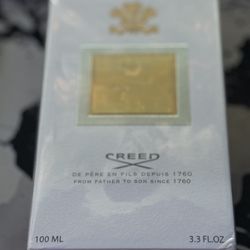 CREED
DE PÈRE EN FILS DEPUIS 1760
FROM FATHER TO SON SINCE 1760
100 ML 3.3 FL.OZ